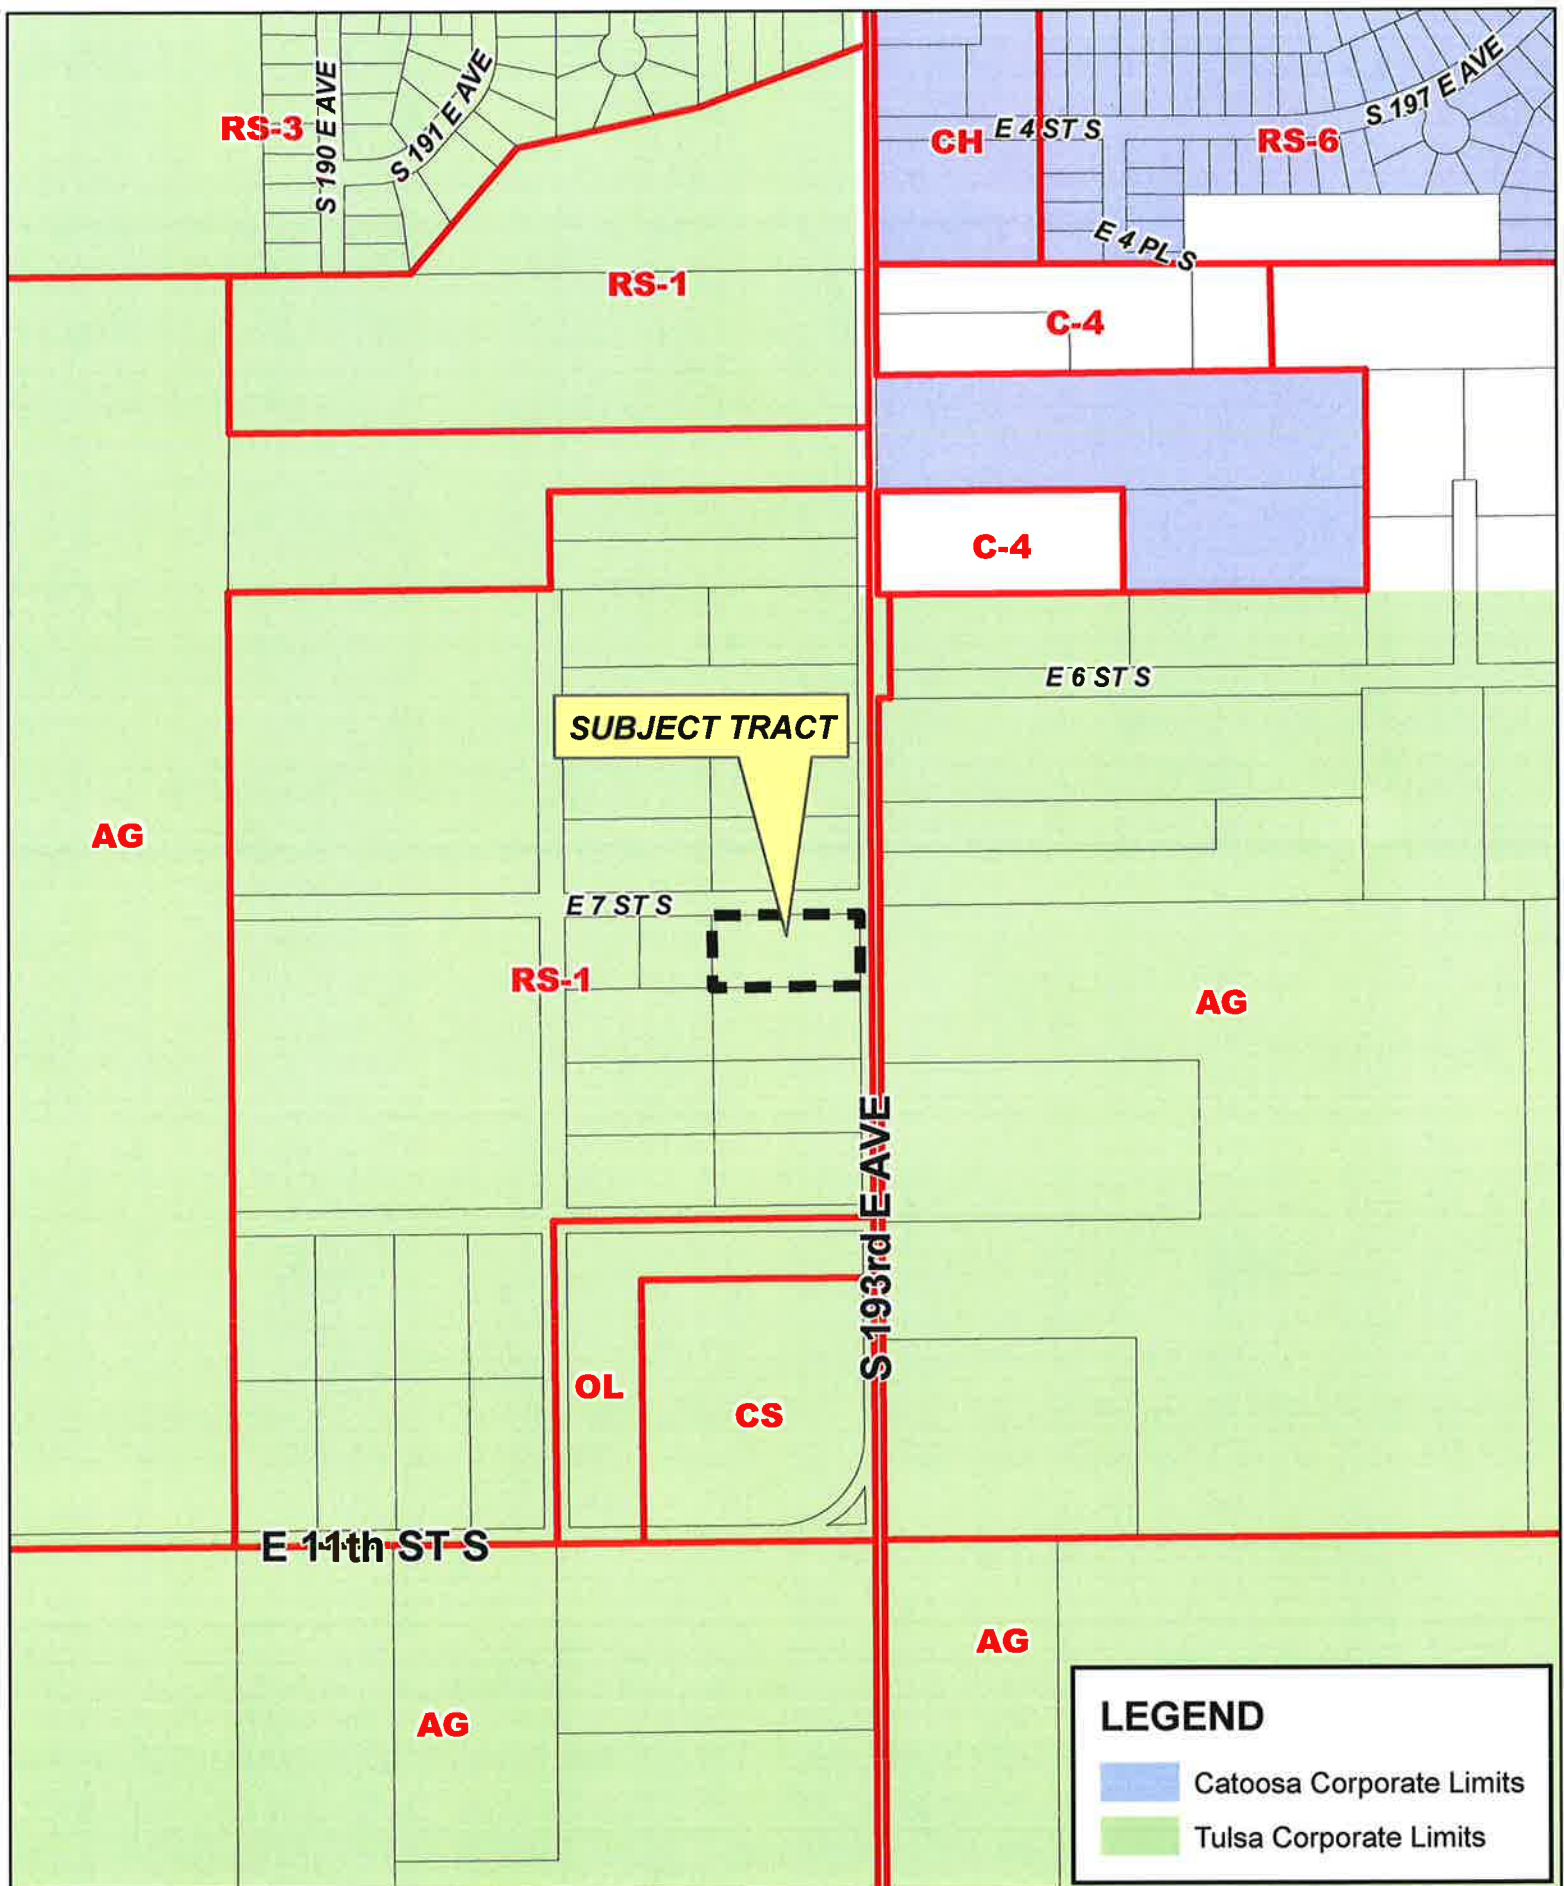 S 190 E AVE
S 191 E AVE
S 197 E AVE
RS-3
CH
E 4 ST S
RS-6
E 4 PL S
RS-1
C-4
C-4
E 6 ST S
SUBJECT TRACT
AG
E 7 ST S
RS-1
AG
S 193rd E AVE
OL
CS
E 11th ST S
AG
AG
LEGEND
Catoosa Corporate Limits
Tulsa Corporate Limits